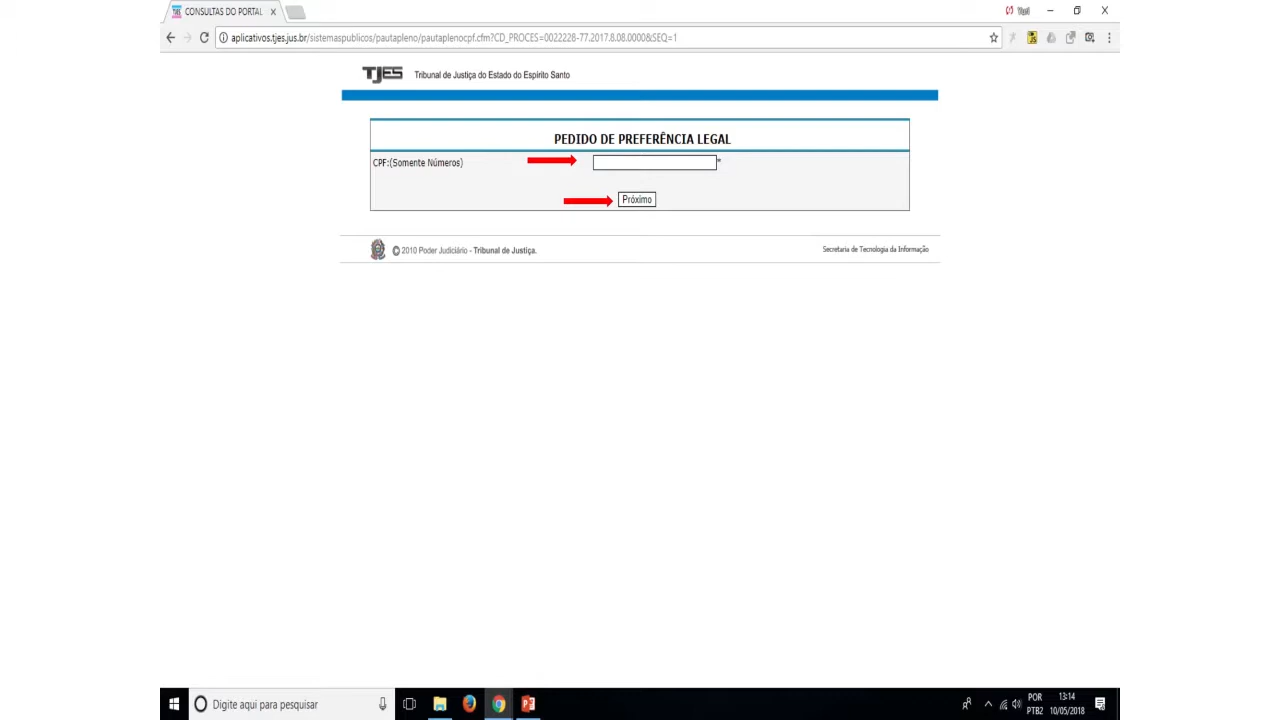 CONSULTAS DO PORTAL
aplicativos.tjes.jus.br/sistemaspublicos/pautapleno/pautaplenocpf.cfm?CD_PROCES=0022228-77.2017.8.08.0000&SEQ=1
TJES Tribunal de Justiça do Estado do Espírito Santo
PEDIDO DE PREFERÊNCIA LEGAL
CPF:(Somente Números) *
Próximo
© 2010 Poder Judiciário - Tribunal de Justiça. Secretaria de Tecnologia da Informação
Digite aqui para pesquisar
POR 13:14
PTB2 10/05/2018